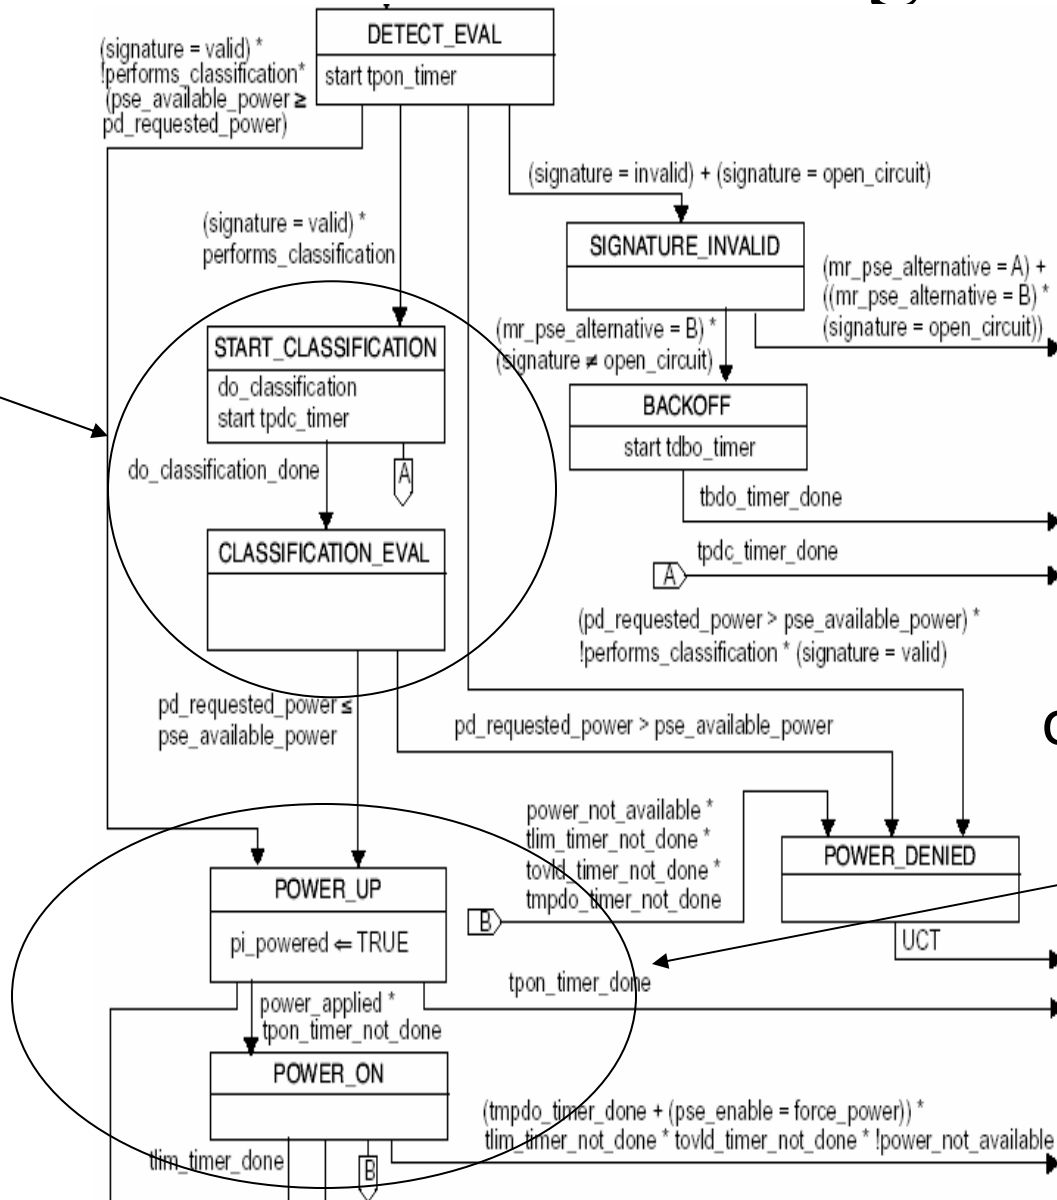 DETECT_EVAL
start tpon_timer
(signature = valid) *
!performs_classification*
(pse_available_power ≥
pd_requested_power)
(signature = invalid) + (signature = open_circuit)
(signature = valid) *
performs_classification
SIGNATURE_INVALID
(mr_pse_alternative = A) +
((mr_pse_alternative = B) *
(signature = open_circuit))
(mr_pse_alternative = B) *
(signature ≠ open_circuit)
START_CLASSIFICATION
do_classification
start tpdc_timer
BACKOFF
start tdbo_timer
do_classification_done
A
tbdo_timer_done
CLASSIFICATION_EVAL
tpdc_timer_done
A
(pd_requested_power > pse_available_power) *
!performs_classification * (signature = valid)
pd_requested_power ≤
pse_available_power
pd_requested_power > pse_available_power
power_not_available *
tlim_timer_not_done *
tovld_timer_not_done *
tmpdo_timer_not_done
B
POWER_DENIED
UCT
POWER_UP
pi_powered ⇐ TRUE
tpon_timer_done
power_applied *
tpon_timer_not_done
POWER_ON
(tmpdo_timer_done + (pse_enable = force_power)) *
tlim_timer_not_done * tovld_timer_not_done * !power_not_available
tlim_timer_done
B